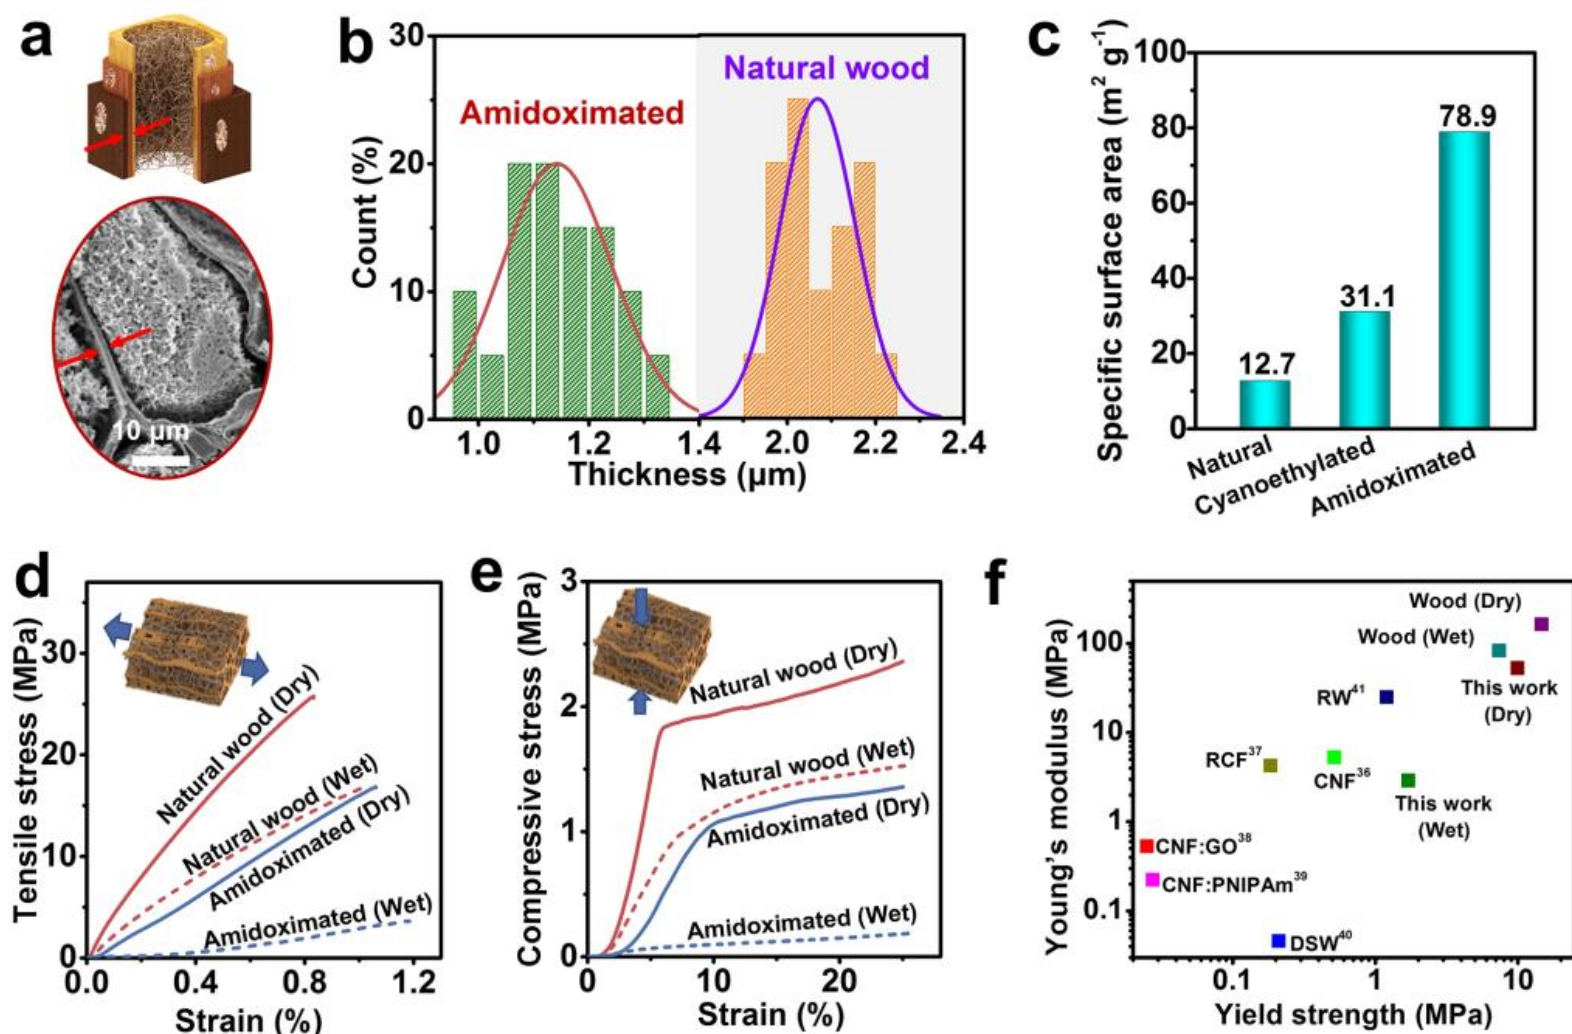 a
10 µm
b
Count (%)
30
20
10
0
Amidoximated
Natural wood
1.0
1.2
1.4
2.0
2.2
2.4
Thickness (µm)
c
Specific surface area (m² g⁻¹)
100
80
60
40
20
0
12.7
31.1
78.9
Natural
Cyanoethylated
Amidoximated
d
Tensile stress (MPa)
30
20
10
0
Natural wood (Dry)
Natural wood (Wet)
Amidoximated (Dry)
Amidoximated (Wet)
0.0
0.4
0.8
1.2
Strain (%)
e
Compressive stress (MPa)
3
2
1
0
Natural wood (Dry)
Natural wood (Wet)
Amidoximated (Dry)
Amidoximated (Wet)
0
10
20
Strain (%)
f
Young's modulus (MPa)
100
10
1
0.1
Wood (Dry)
Wood (Wet)
This work
(Dry)
RW⁴¹
RCF³⁷
CNF³⁶
This work
(Wet)
CNF:GO³⁸
CNF:PNIPAm³⁹
DSW⁴⁰
0.1
1
10
Yield strength (MPa)